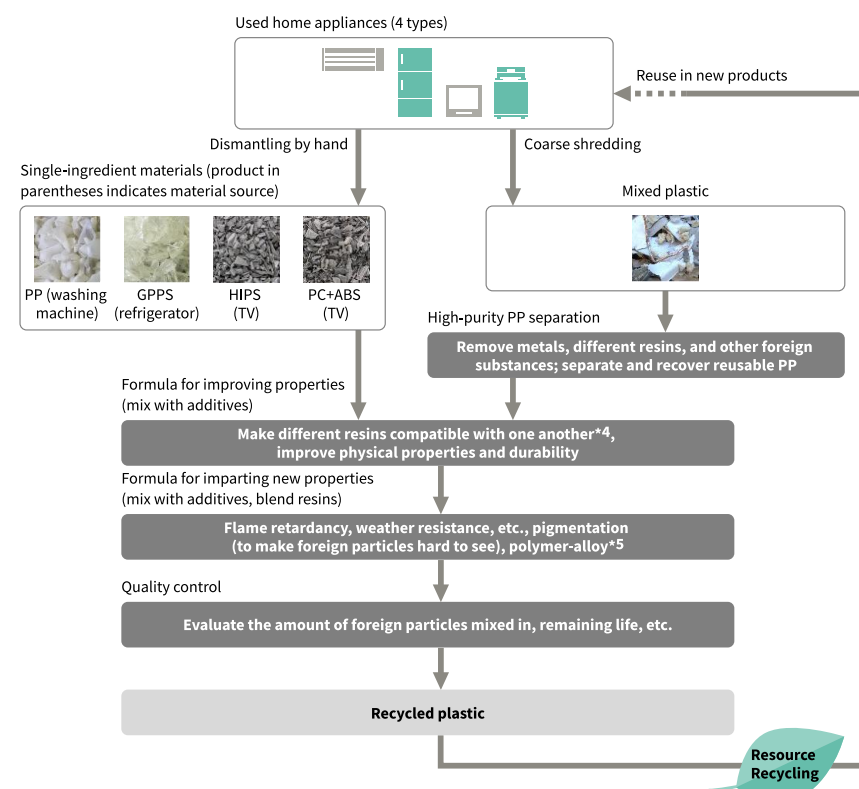 Used home appliances (4 types)
Reuse in new products
Dismantling by hand
Coarse shredding
Single-ingredient materials (product in
parentheses indicates material source)
Mixed plastic
PP (washing
machine)
GPPS
(refrigerator)
HIPS
(TV)
PC+ABS
(TV)
High-purity PP separation
Remove metals, different resins, and other foreign
substances; separate and recover reusable PP
Formula for improving properties
(mix with additives)
Make different resins compatible with one another*4,
improve physical properties and durability
Formula for imparting new properties
(mix with additives, blend resins)
Flame retardancy, weather resistance, etc., pigmentation
(to make foreign particles hard to see), polymer-alloy*5
Quality control
Evaluate the amount of foreign particles mixed in, remaining life, etc.
Recycled plastic
Resource
Recycling